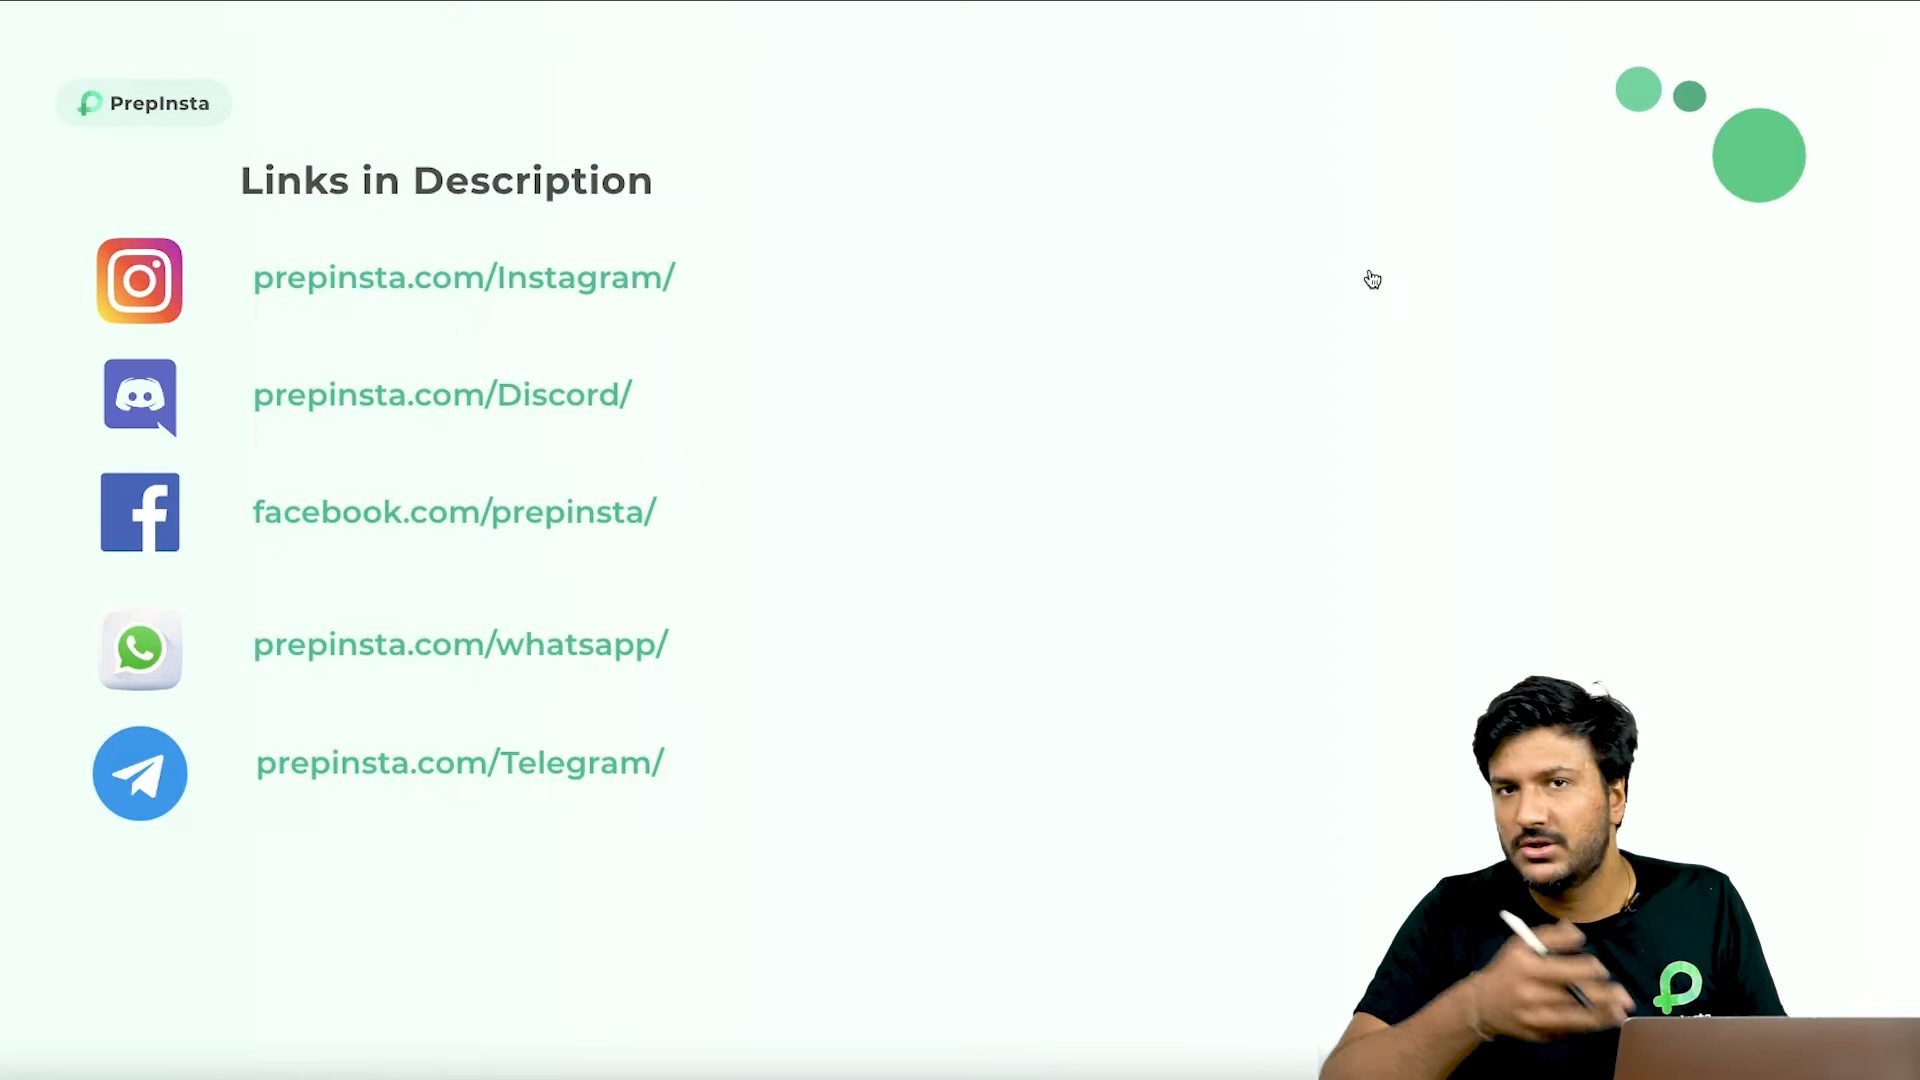 PrepInsta
Links in Description
prepinsta.com/Instagram/
prepinsta.com/Discord/
facebook.com/prepinsta/
prepinsta.com/whatsapp/
prepinsta.com/Telegram/